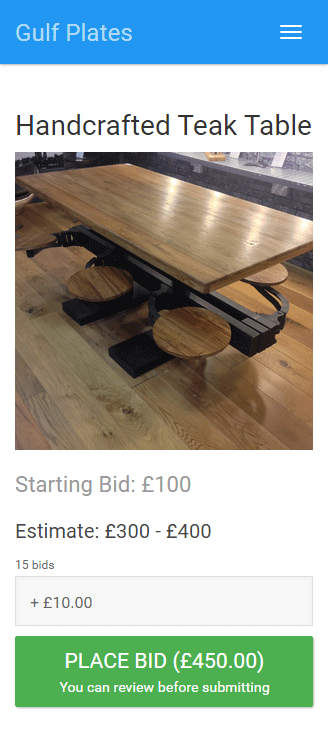 Gulf Plates
Handcrafted Teak Table
Starting Bid: £100
Estimate: £300 - £400
15 bids
+ £10.00
PLACE BID (£450.00)
You can review before submitting